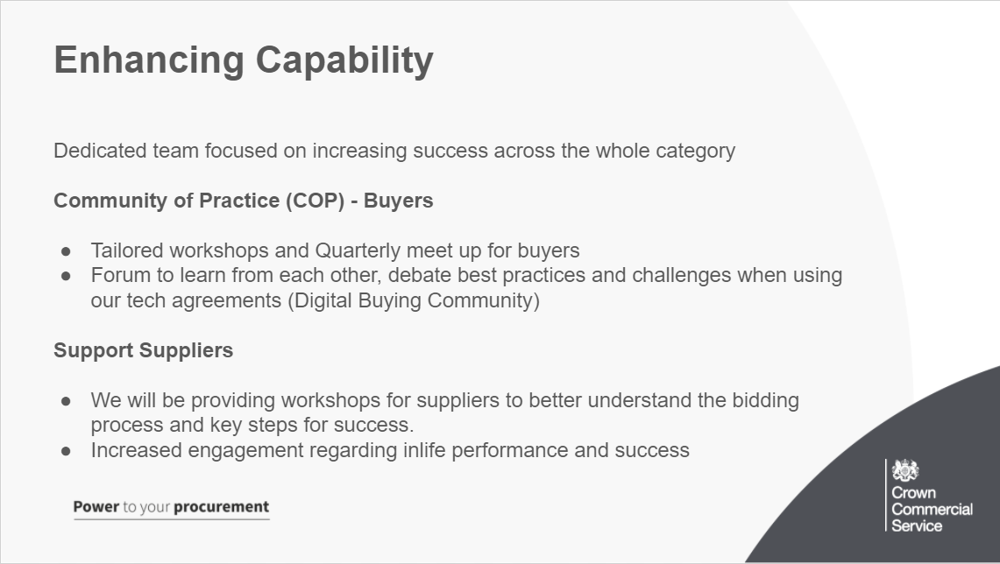 Enhancing Capability
Dedicated team focused on increasing success across the whole category
Community of Practice (COP) - Buyers
● Tailored workshops and Quarterly meet up for buyers
● Forum to learn from each other, debate best practices and challenges when using
our tech agreements (Digital Buying Community)
Support Suppliers
● We will be providing workshops for suppliers to better understand the bidding
process and key steps for success.
● Increased engagement regarding inlife performance and success
Power to your procurement
Crown
Commercial
Service